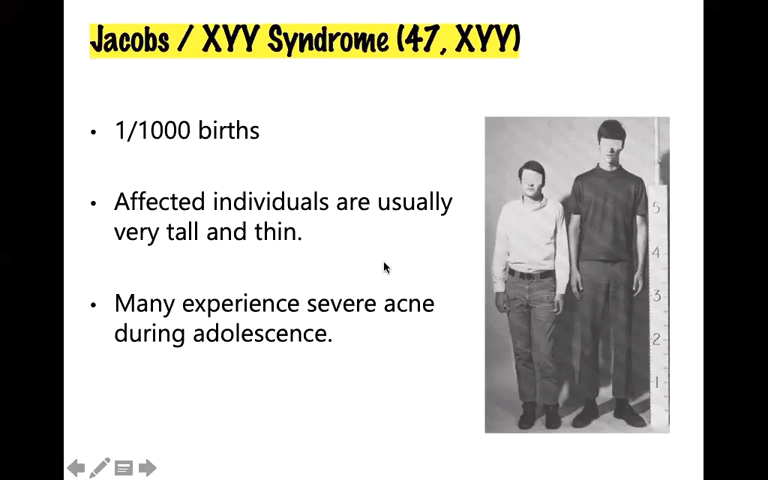 Jacobs / XYY Syndrome (47, XYY)
• 1/1000 births
• Affected individuals are usually
very tall and thin.
• Many experience severe acne
during adolescence.
5
4
3
2
1